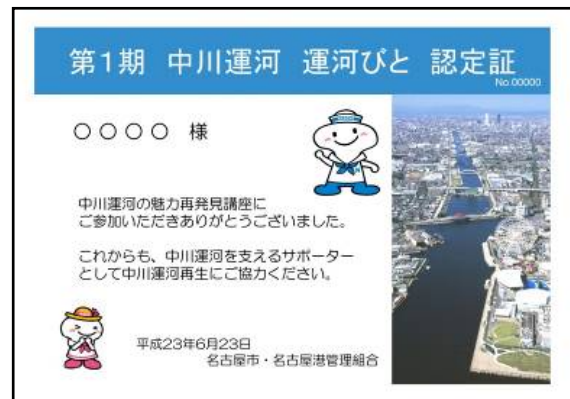 第1期 中川運河 運河びと 認定証
No.00000
○○○○ 様
中川運河の魅力再発見講座に
ご参加いただきありがとうございました。
これからも、中川運河を支えるサポーター
として中川運河再生にご協力ください。
平成23年6月23日
名古屋市・名古屋港管理組合